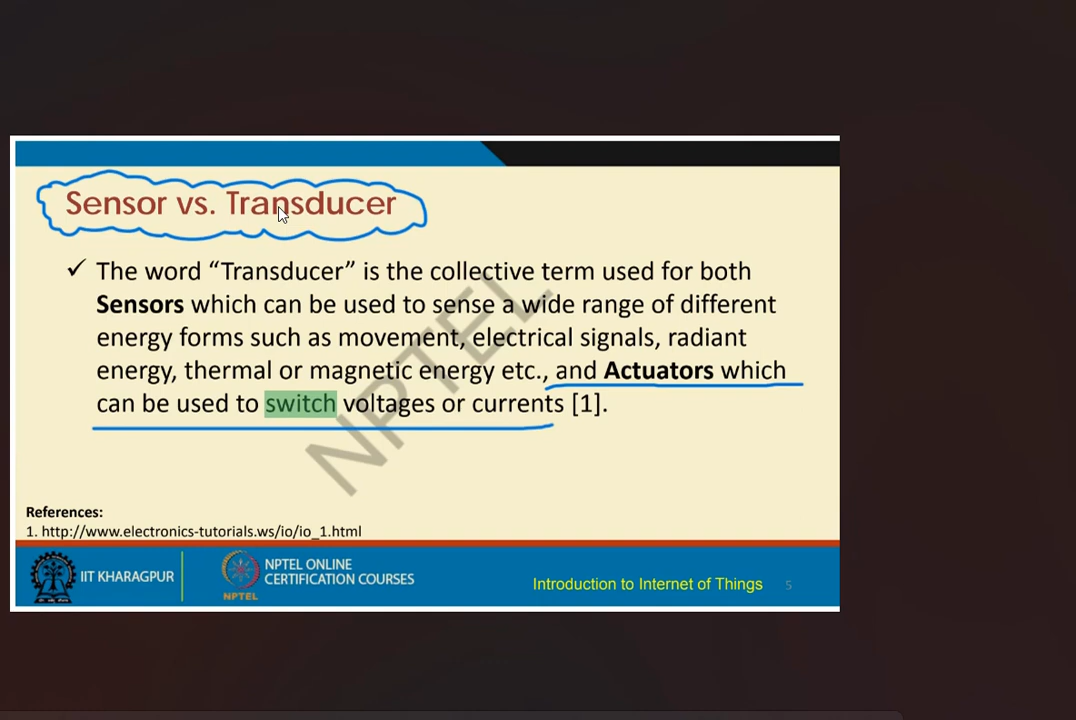 Sensor vs. Transducer
✓ The word “Transducer” is the collective term used for both
Sensors which can be used to sense a wide range of different
energy forms such as movement, electrical signals, radiant
energy, thermal or magnetic energy etc., and Actuators which
can be used to switch voltages or currents [1].
NPTEL
References:
1. http://www.electronics-tutorials.ws/io/io_1.html
IIT KHARAGPUR
NPTEL ONLINE
CERTIFICATION COURSES
NPTEL
Introduction to Internet of Things
5